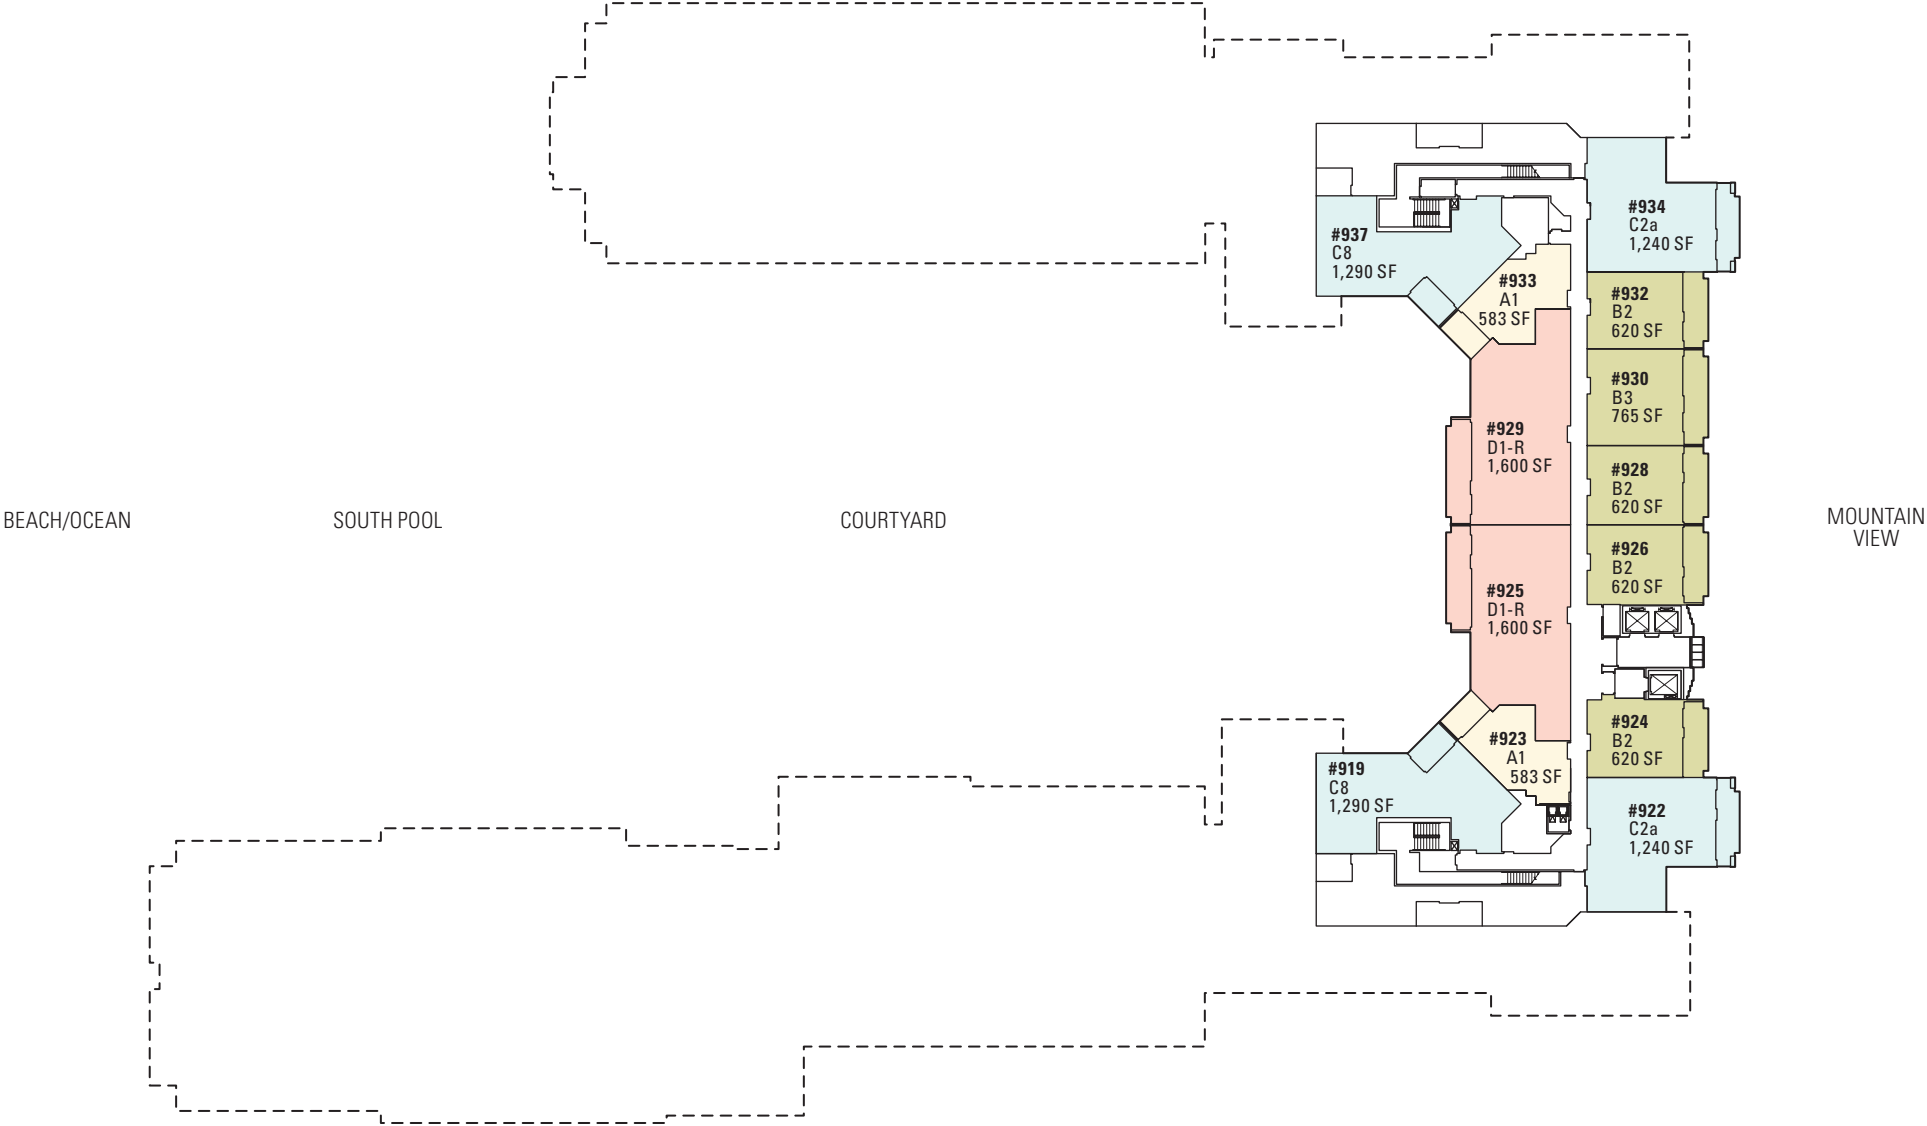 #934
C2a
1,240 SF
#937
C8
1,290 SF
#933
A1
583 SF
#932
B2
620 SF
#930
B3
765 SF
#929
D1-R
1,600 SF
#928
B2
620 SF
BEACH/OCEAN
SOUTH POOL
COURTYARD
MOUNTAIN
VIEW
#926
B2
620 SF
#925
D1-R
1,600 SF
#924
B2
620 SF
#923
A1
583 SF
#919
C8
1,290 SF
#922
C2a
1,240 SF